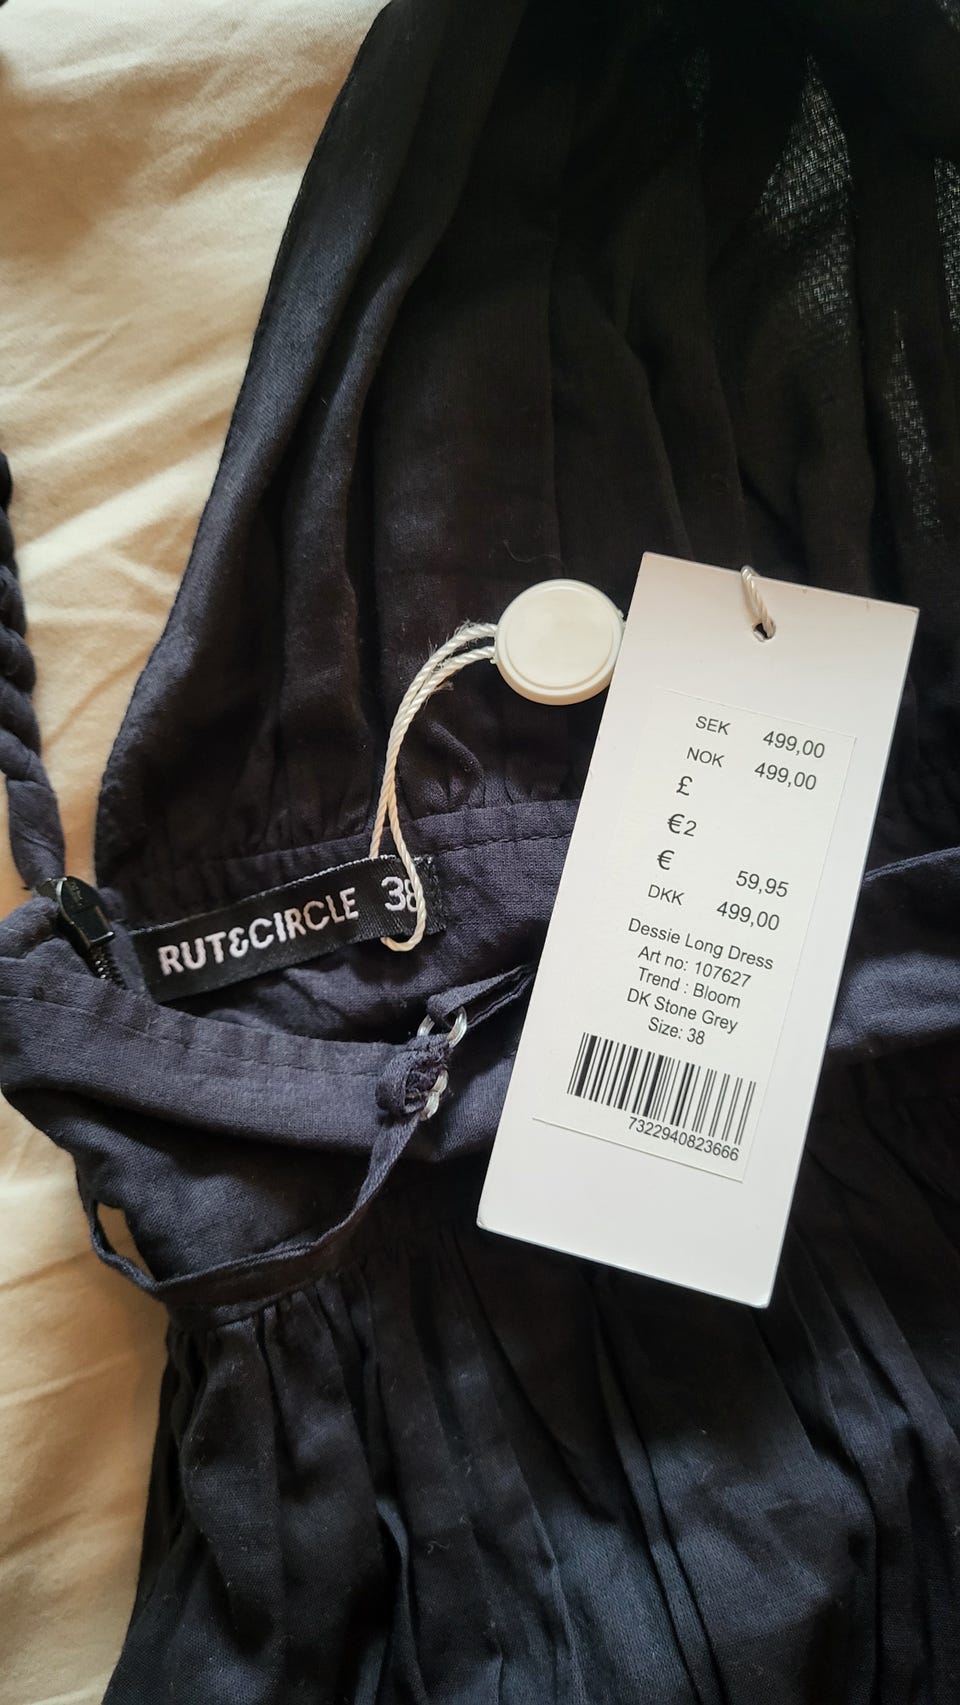 RUT&CIRCLE 38
SEK 499,00
NOK 499,00
£
€2
€ 59,95
DKK 499,00
Dessie Long Dress
Art no: 107627
Trend : Bloom
DK Stone Grey
Size: 38
7322940823666